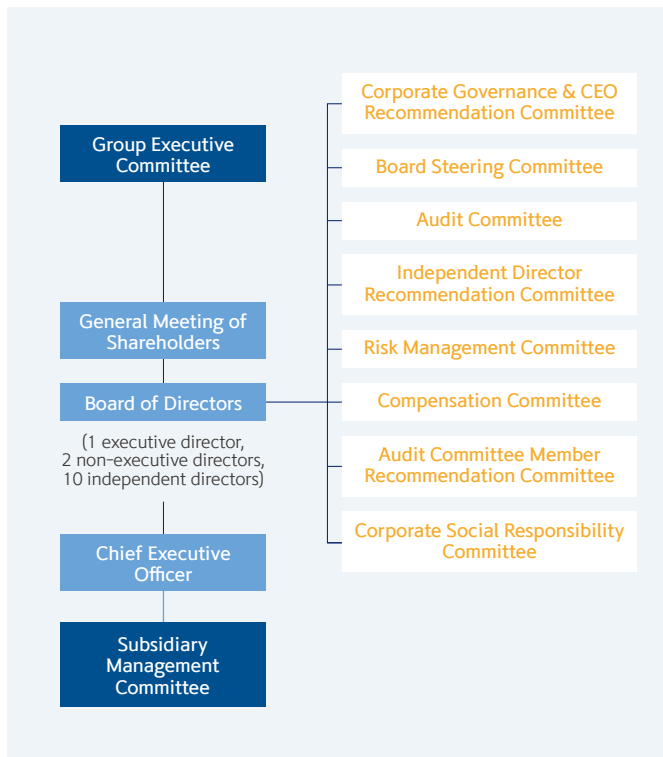 Group Executive
Committee
General Meeting of
Shareholders
Board of Directors
(1 executive director,
2 non-executive directors,
10 independent directors)
Chief Executive
Officer
Subsidiary
Management
Committee
Corporate Governance & CEO
Recommendation Committee
Board Steering Committee
Audit Committee
Independent Director
Recommendation Committee
Risk Management Committee
Compensation Committee
Audit Committee Member
Recommendation Committee
Corporate Social Responsibility
Committee